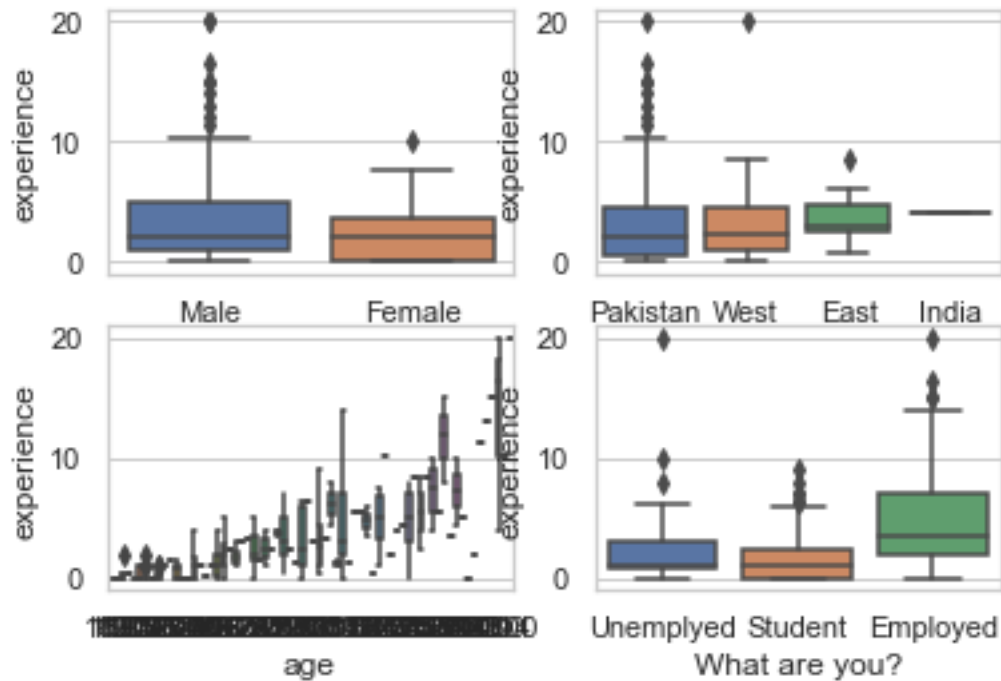 20
10
0
experience
Male Female
20
10
0
experience
Pakistan West East India
20
10
0
experience
age
20
10
0
experience
Unemplyed Student Employed
What are you?